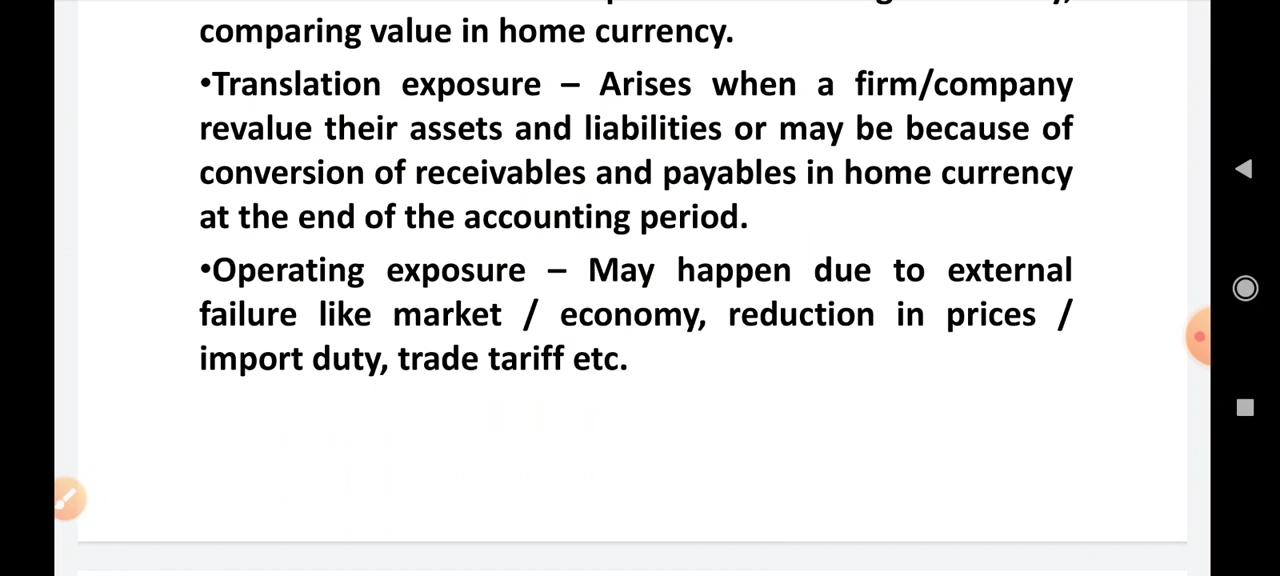 comparing value in home currency.
•Translation exposure – Arises when a firm/company
revalue their assets and liabilities or may be because of
conversion of receivables and payables in home currency
at the end of the accounting period.
•Operating exposure – May happen due to external
failure like market / economy, reduction in prices /
import duty, trade tariff etc.